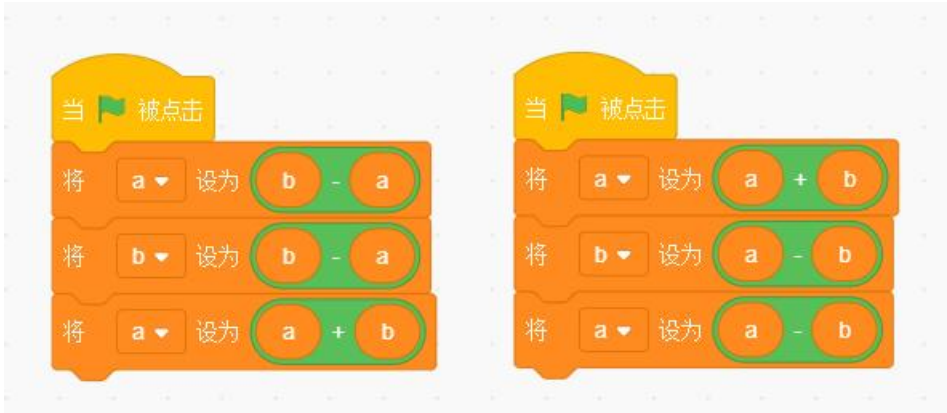 当 被点击
将 a 设为 b - a
将 b 设为 b - a
将 a 设为 a + b
当 被点击
将 a 设为 a + b
将 b 设为 a - b
将 a 设为 a - b